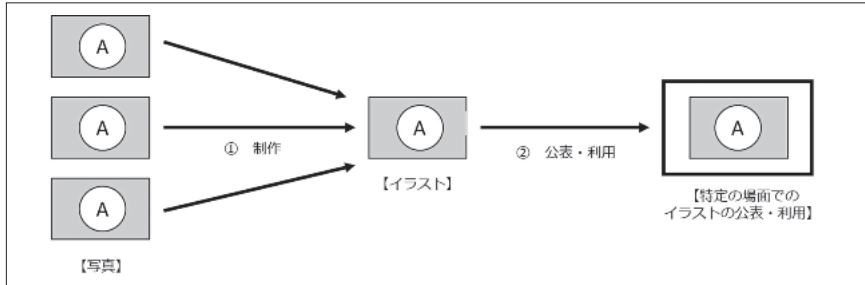 A
A
A
A
A
① 制作
② 公表・利用
【イラスト】
【特定の場面での
イラストの公表・利用】
【写真】